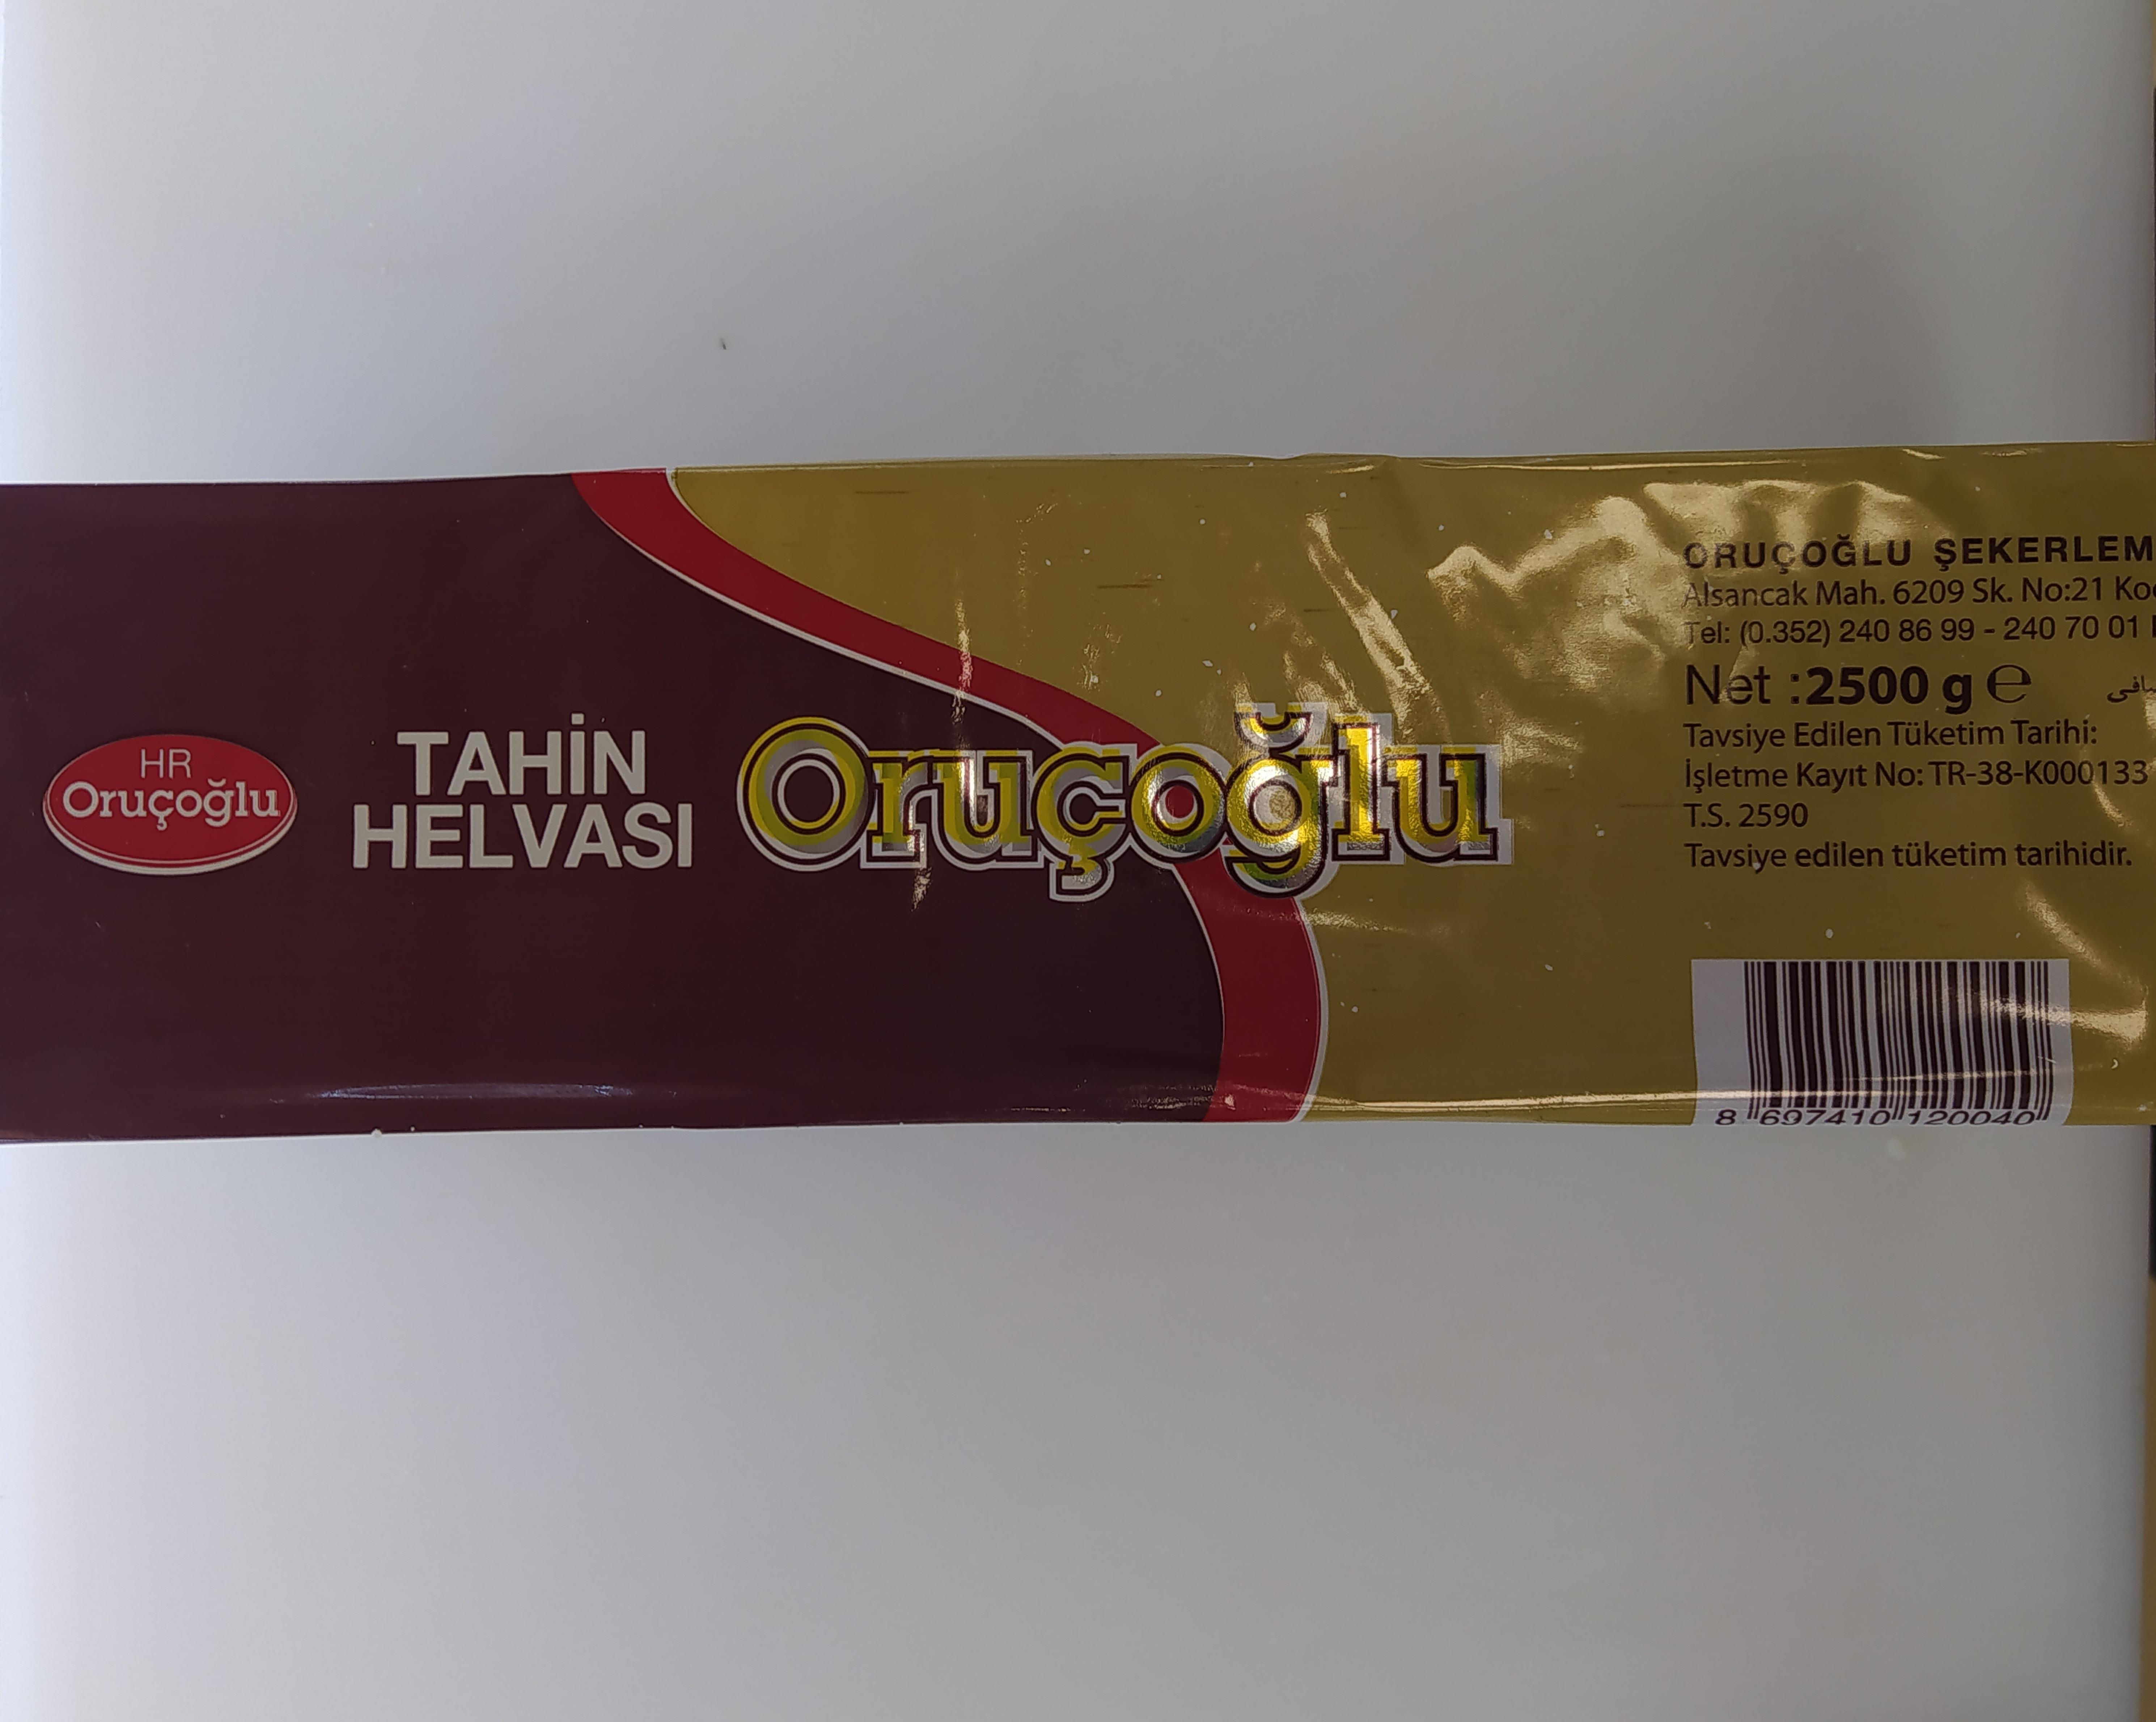 HR
Oruçoğlu
TAHİN
HELVASI
Oruçoğlu
ORUÇOĞLU ŞEKERLEM
Alsancak Mah. 6209 Sk. No:21
Tel: (0.352) 240 86 99 - 240 70 01
Net :2500 g ℮
Tavsiye Edilen Tüketim Tarihi:
İşletme Kayıt No: TR-38-K000133
T.S. 2590
Tavsiye edilen tüketim tarihidir.
8 697410 120040